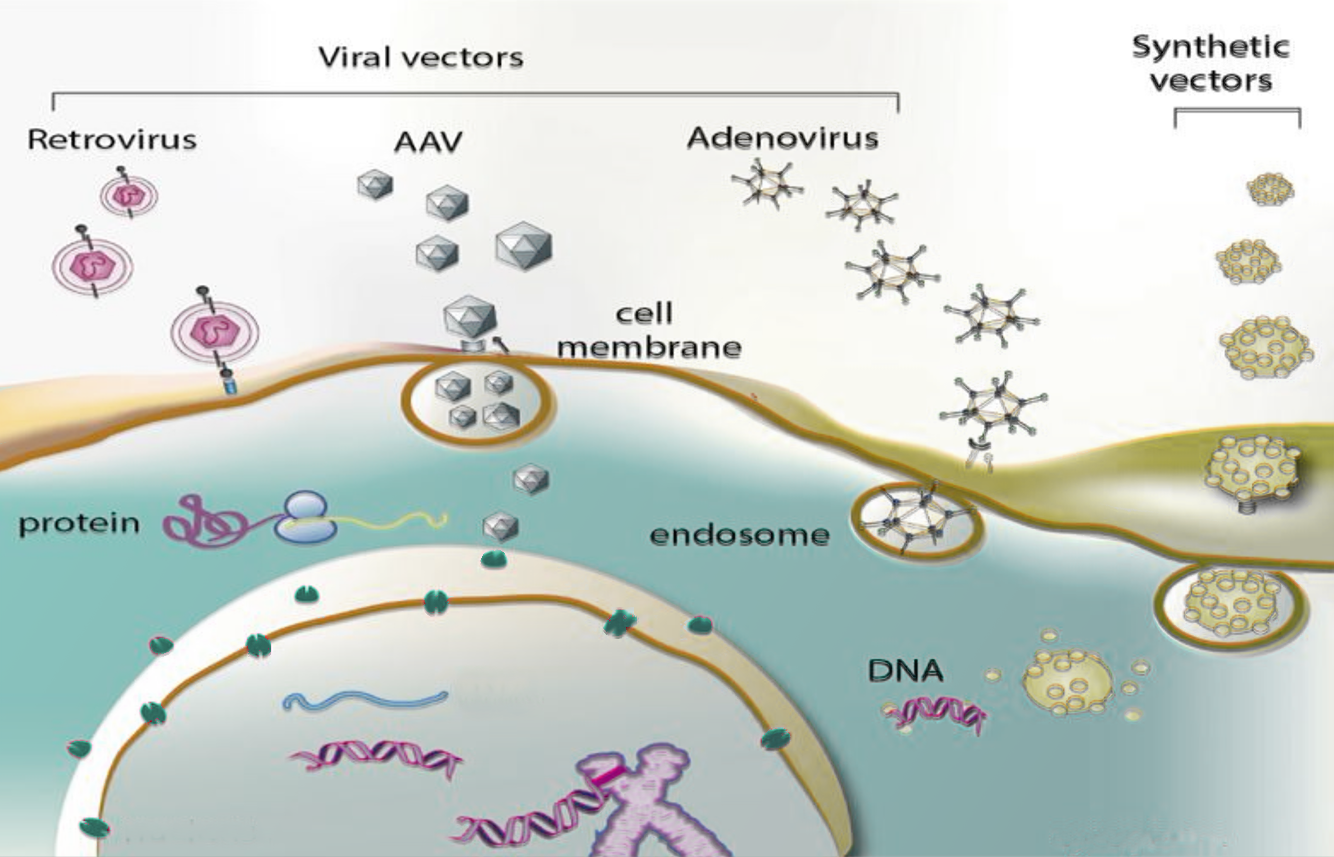 Viral vectors
Synthetic
vectors
Retrovirus
AAV
Adenovirus
cell
membrane
protein
endosome
DNA